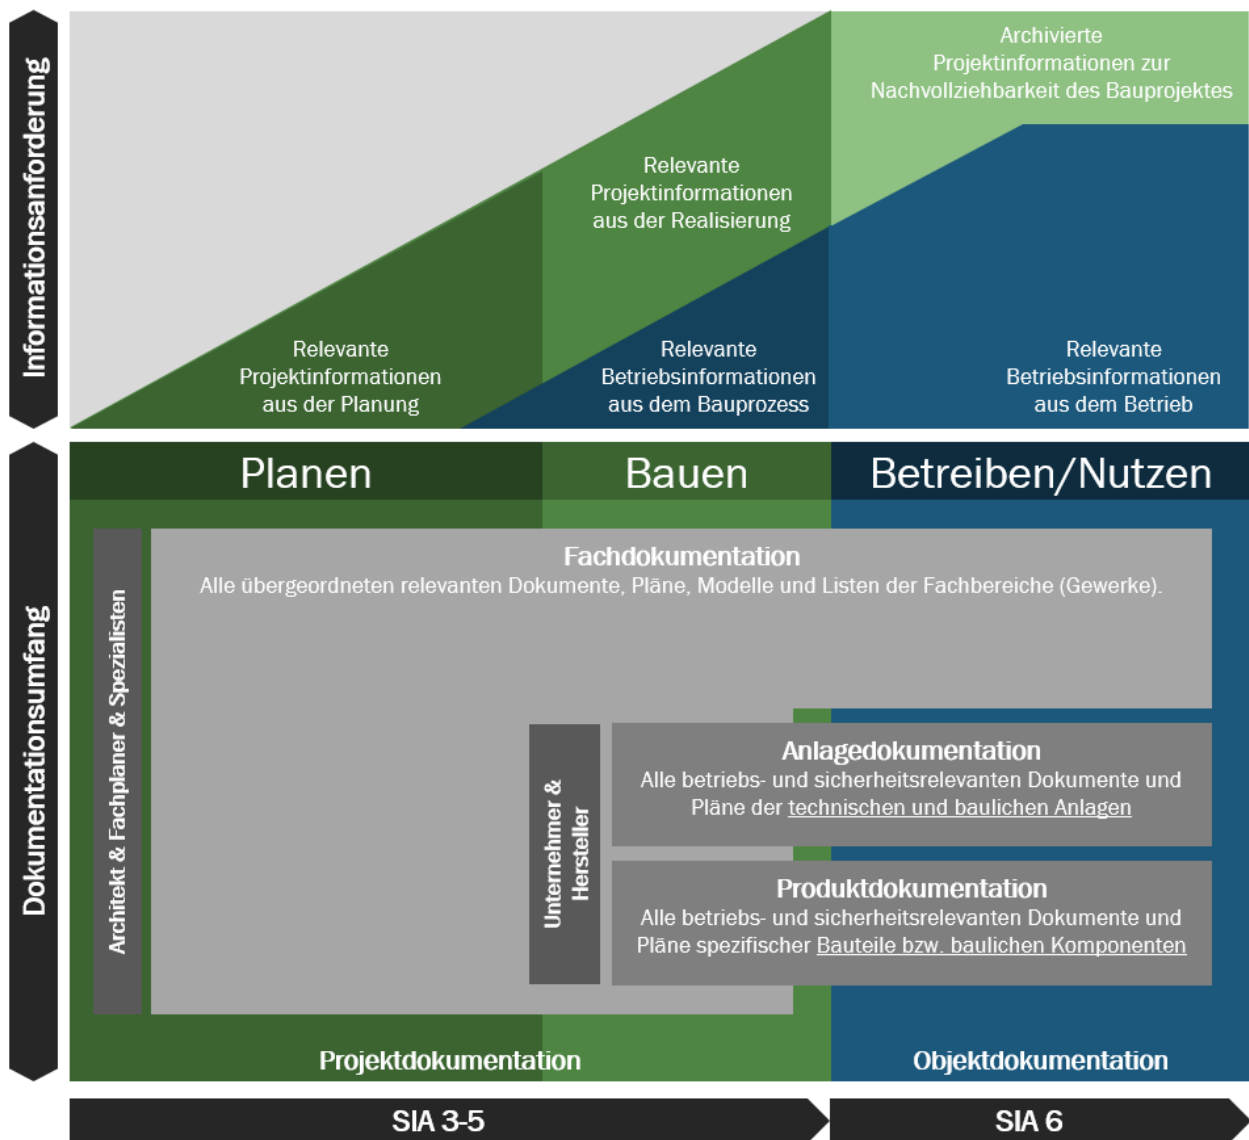 Informationsanforderung
Archivierte
Projektinformationen zur
Nachvollziehbarkeit des Bauprojektes
Relevante
Projektinformationen
aus der Realisierung
Relevante
Projektinformationen
aus der Planung
Relevante
Betriebsinformationen
aus dem Bauprozess
Relevante
Betriebsinformationen
aus dem Betrieb
Dokumentationsumfang
Planen
Bauen
Betreiben/Nutzen
Architekt & Fachplaner & Spezialisten
Fachdokumentation
Alle übergeordneten relevanten Dokumente, Pläne, Modelle und Listen der Fachbereiche (Gewerke).
Unternehmer &
Hersteller
Anlagedokumentation
Alle betriebs- und sicherheitsrelevanten Dokumente und
Pläne der technischen und baulichen Anlagen
Produktdokumentation
Alle betriebs- und sicherheitsrelevanten Dokumente und
Pläne spezifischer Bauteile bzw. baulichen Komponenten
Projektdokumentation
Objektdokumentation
SIA 3-5
SIA 6